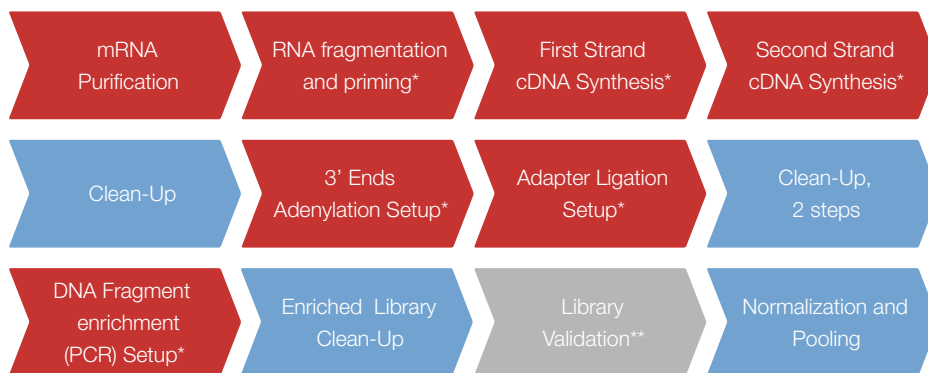 mRNA
Purification
RNA fragmentation
and priming*
First Strand
cDNA Synthesis*
Second Strand
cDNA Synthesis*
Clean-Up
3’ Ends
Adenylation Setup*
Adapter Ligation
Setup*
Clean-Up,
2 steps
DNA Fragment
enrichment
(PCR) Setup*
Enriched Library
Clean-Up
Library
Validation**
Normalization and
Pooling